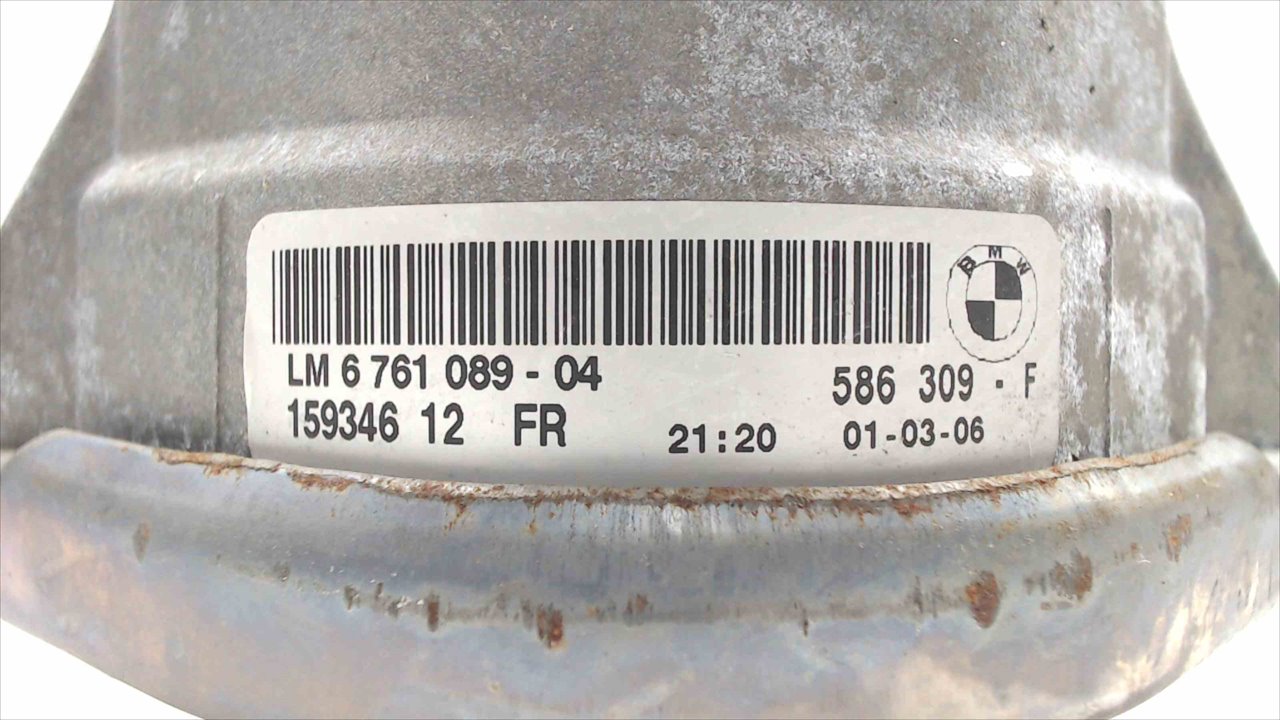 BMW
LM 6 761 089 - 04
586 309 - F
159346 12 FR
21:20
01-03-06